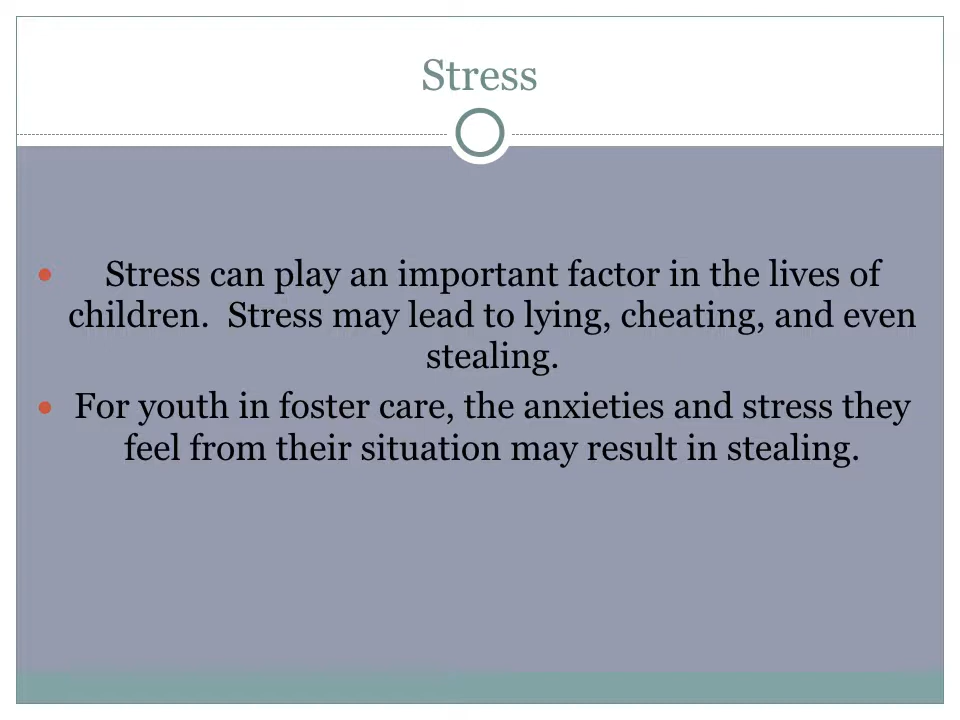 Stress
• Stress can play an important factor in the lives of
children.  Stress may lead to lying, cheating, and even
stealing.
• For youth in foster care, the anxieties and stress they
feel from their situation may result in stealing.